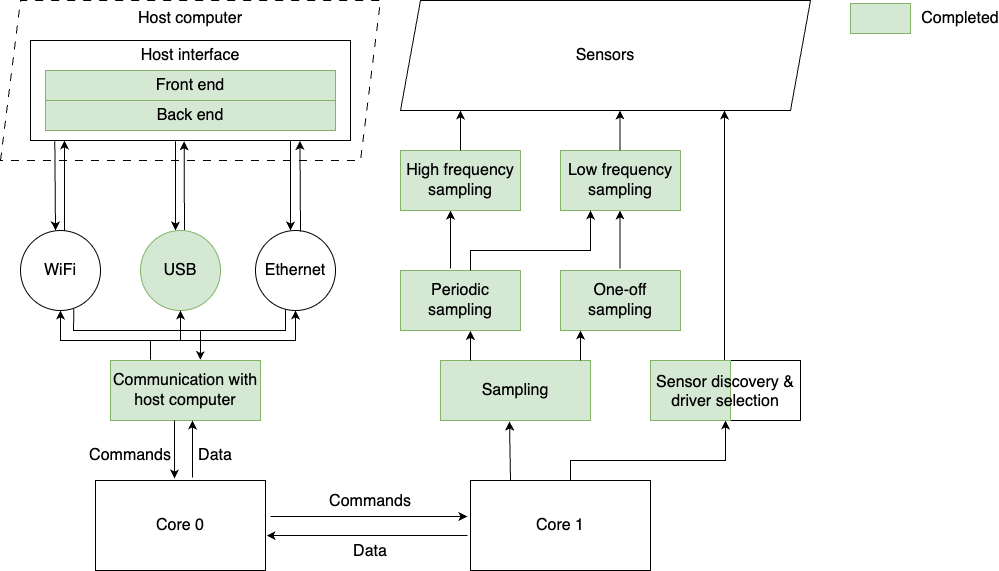 Host computer
Host interface
Front end
Back end
Sensors
Completed
High frequency
sampling
Low frequency
sampling
WiFi
USB
Ethernet
Periodic
sampling
One-off
sampling
Communication with
host computer
Sampling
Sensor discovery &
driver selection
Commands
Data
Core 0
Commands
Data
Core 1